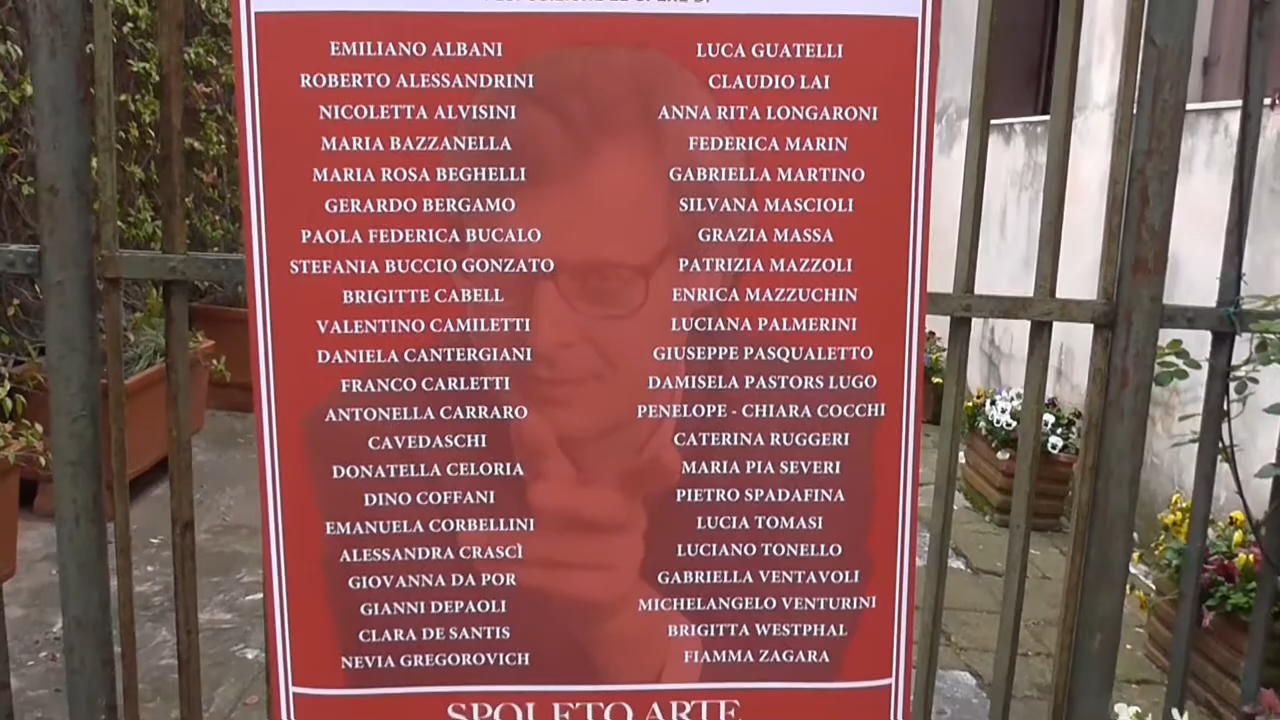 EMILIANO ALBANI
ROBERTO ALESSANDRINI
NICOLETTA ALVISINI
MARIA BAZZANELLA
MARIA ROSA BEGHELLI
GERARDO BERGAMO
PAOLA FEDERICA BUCALO
STEFANIA BUCCIO GONZATO
BRIGITTE CABELL
VALENTINO CAMILETTI
DANIELA CANTERGIANI
FRANCO CARLETTI
ANTONELLA CARRARO
CAVEDASCHI
DONATELLA CELORIA
DINO COFFANI
EMANUELA CORBELLINI
ALESSANDRA CRASCÌ
GIOVANNA DA POR
GIANNI DEPAOLI
CLARA DE SANTIS
NEVIA GREGOROVICH
LUCA GUATELLI
CLAUDIO LAI
ANNA RITA LONGARONI
FEDERICA MARIN
GABRIELLA MARTINO
SILVANA MASCIOLI
GRAZIA MASSA
PATRIZIA MAZZOLI
ENRICA MAZZUCHIN
LUCIANA PALMERINI
GIUSEPPE PASQUALETTO
DAMISELA PASTORS LUGO
PENELOPE - CHIARA COCCHI
CATERINA RUGGERI
MARIA PIA SEVERI
PIETRO SPADAFINA
LUCIA TOMASI
LUCIANO TONELLO
GABRIELLA VENTAVOLI
MICHELANGELO VENTURINI
BRIGITTA WESTPHAL
FIAMMA ZAGARA
SPOLETO ARTE